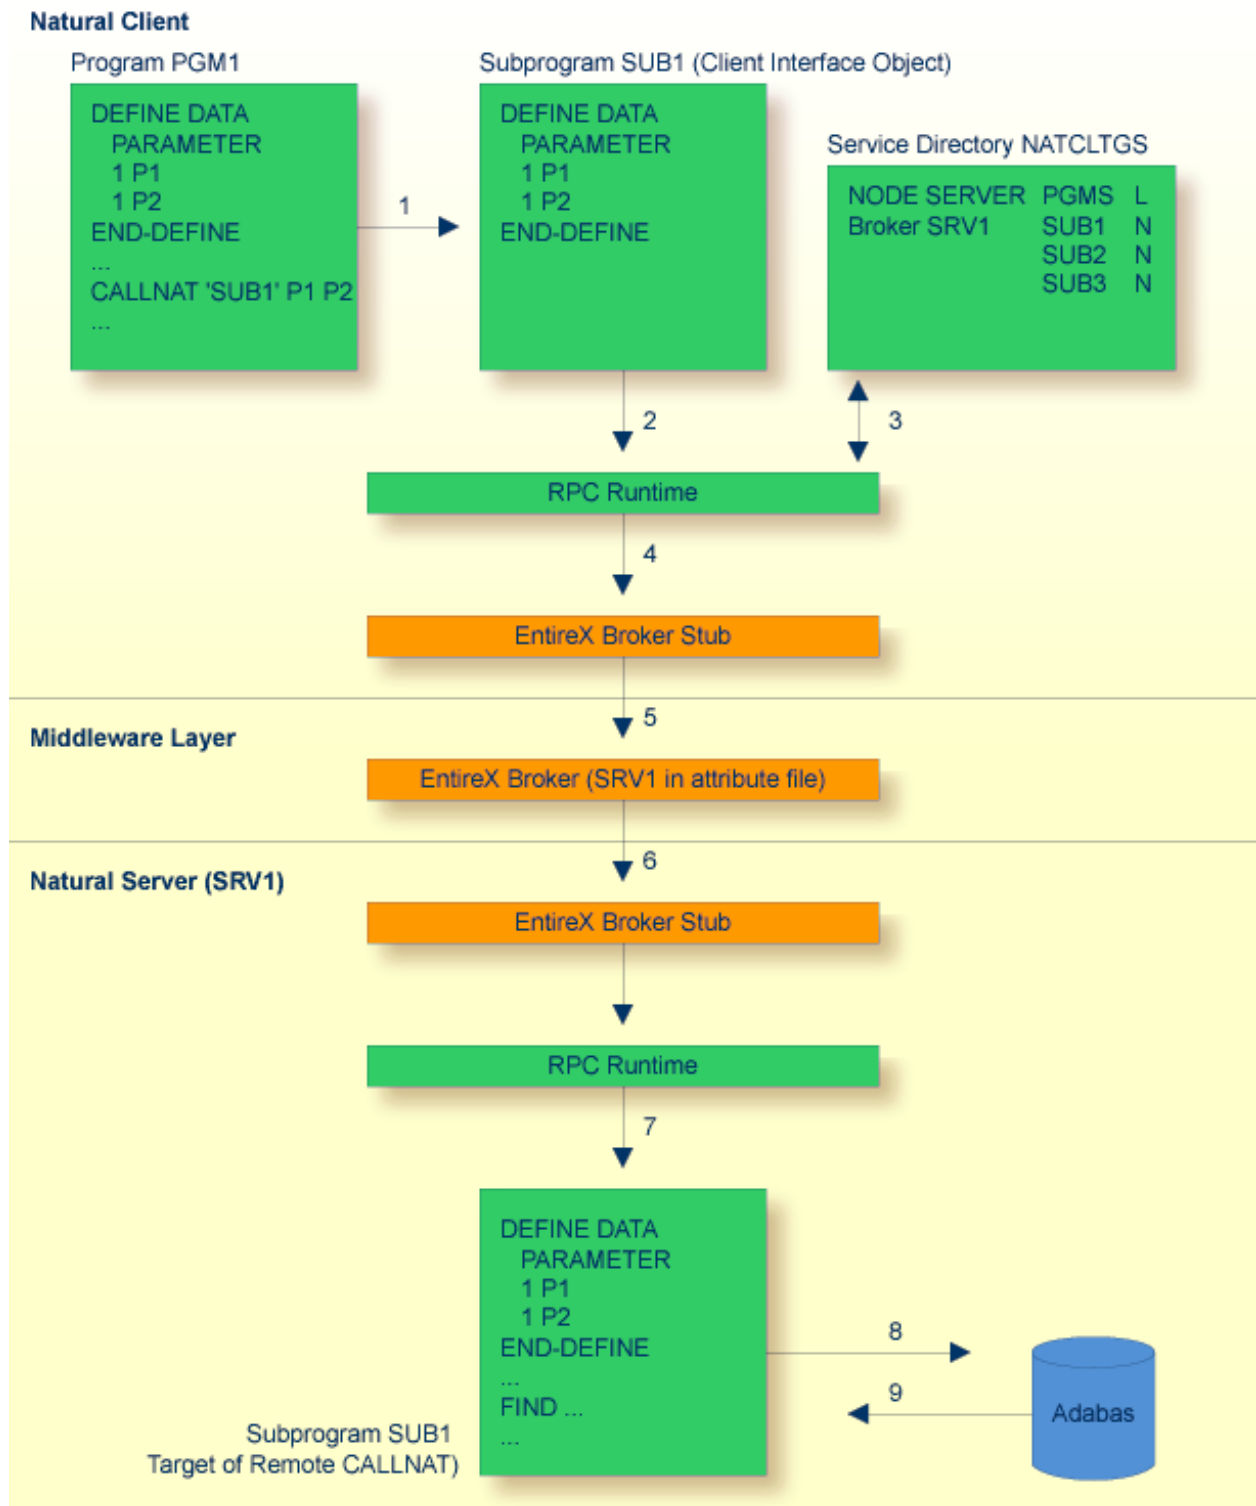 Natural Client
Program PGM1
DEFINE DATA
PARAMETER
1 P1
1 P2
END-DEFINE
...
CALLNAT 'SUB1' P1 P2
...
1
Subprogram SUB1 (Client Interface Object)
DEFINE DATA
PARAMETER
1 P1
1 P2
END-DEFINE
Service Directory NATCLTGS
NODE SERVER PGMS L
Broker SRV1 SUB1 N
SUB2 N
SUB3 N
2
3
RPC Runtime
4
EntireX Broker Stub
5
Middleware Layer
EntireX Broker (SRV1 in attribute file)
6
Natural Server (SRV1)
EntireX Broker Stub
RPC Runtime
7
DEFINE DATA
PARAMETER
1 P1
1 P2
END-DEFINE
...
FIND ...
...
Subprogram SUB1
Target of Remote CALLNAT)
8
9
Adabas